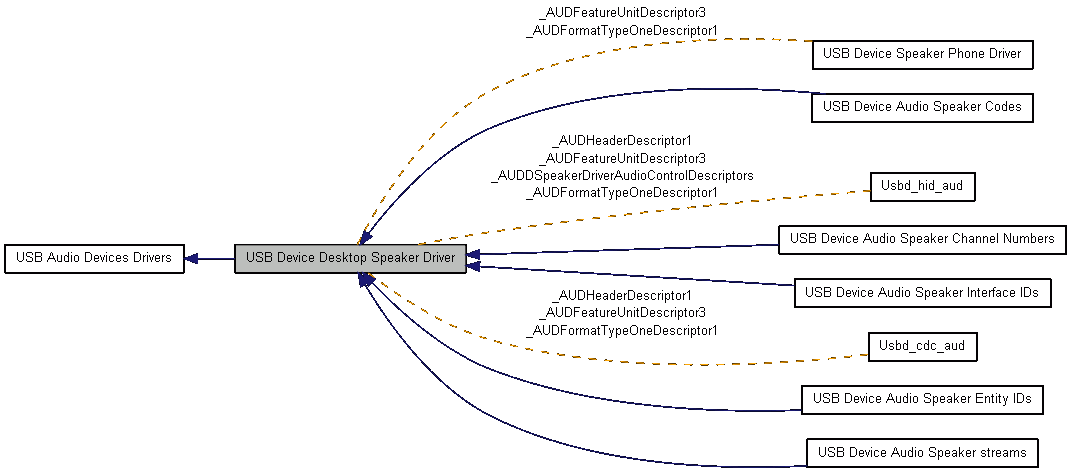 _AUDFeatureUnitDescriptor3
_AUDFormatTypeOneDescriptor1
USB Device Speaker Phone Driver
USB Device Audio Speaker Codes
_AUDHeaderDescriptor1
_AUDFeatureUnitDescriptor3
_AUDDSpeakerDriverAudioControlDescriptors
_AUDFormatTypeOneDescriptor1
Usbd_hid_aud
USB Device Audio Speaker Channel Numbers
USB Audio Devices Drivers
USB Device Desktop Speaker Driver
USB Device Audio Speaker Interface IDs
_AUDHeaderDescriptor1
_AUDFeatureUnitDescriptor3
_AUDFormatTypeOneDescriptor1
Usbd_cdc_aud
USB Device Audio Speaker Entity IDs
USB Device Audio Speaker streams